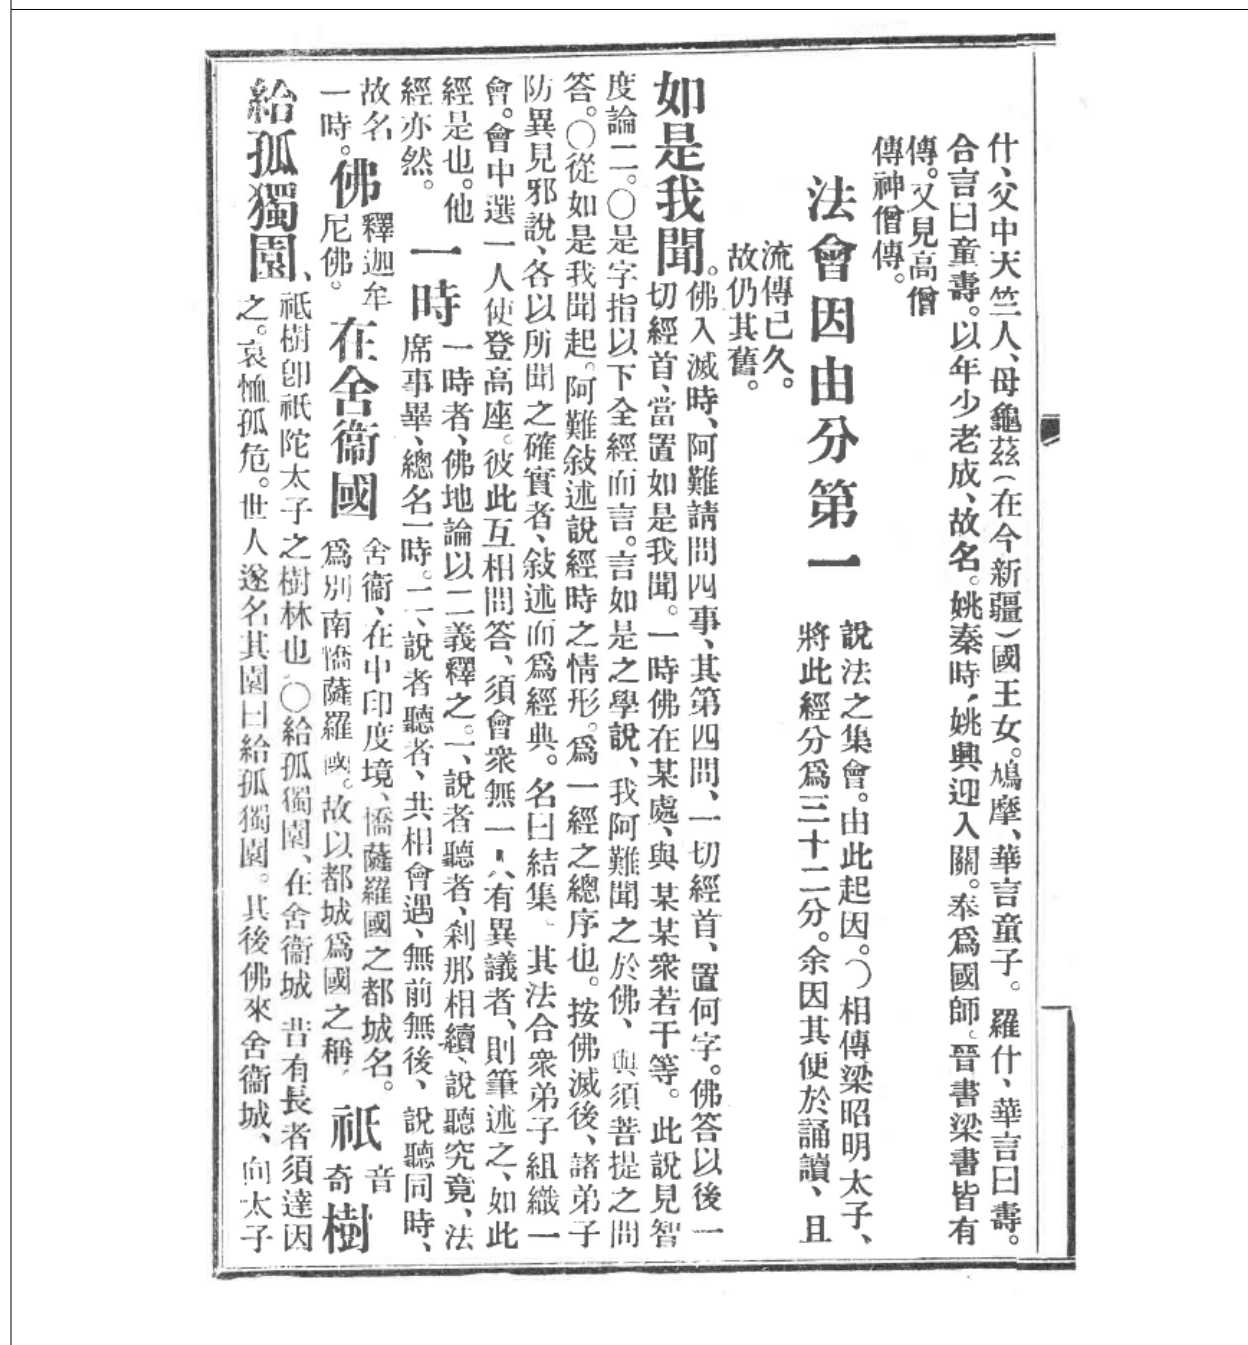 什、父中天竺人、母龜茲(在今新疆)國王女。鳩摩、華言童子。羅什、華言曰壽。
合言曰童壽。以年少老成、故名。姚秦時、姚興迎入關。奉爲國師。晉書梁書皆有
傳。又見高僧
傳神僧傳。
法會因由分第一
說法之集會。由此起因。〇相傳梁昭明太子、
將此經分爲三十二分。余因其便於誦讀、且
流傳已久。
故仍其舊。
如是我聞。
佛入滅時、阿難請問四事、其第四問、一切經首、置何字。佛答以後一
切經首、當置如是我聞。一時佛在某處、與某某衆若干等。此說見智
度論二。〇是字指以下全經而言。言如是之學說、我阿難聞之於佛、與須菩提之問
答。〇從如是我聞起。阿難敍述說經時之情形。爲一經之總序也。按佛滅後、諸弟子
防異見邪說、各以所聞之確實者、敍述而爲經典。名曰結集、其法合衆弟子組織一
會。會中選一人使登高座。彼此互相問答、須會衆無一人有異議者、則筆述之、如此
經是也。他
經亦然。
一時
一時者、佛地論以二義釋之。一、說者聽者、剎那相續、說聽究竟、法
席事畢、總名一時。二、說者聽者、共相會遇、無前無後、說聽同時、
故名
一時。
佛
釋迦牟
尼佛。
在舍衞國
舍衞、在中印度境、憍薩羅國之都城名。
爲別南憍薩羅國。故以都城爲國之稱。
祇
音
奇
樹
給孤獨園、
祇樹卽祇陀太子之樹林也。〇給孤獨園、在舍衞城 昔有長者須達因
之。哀恤孤危。世人遂名其園曰給孤獨園。其後佛來舍衞城、向太子